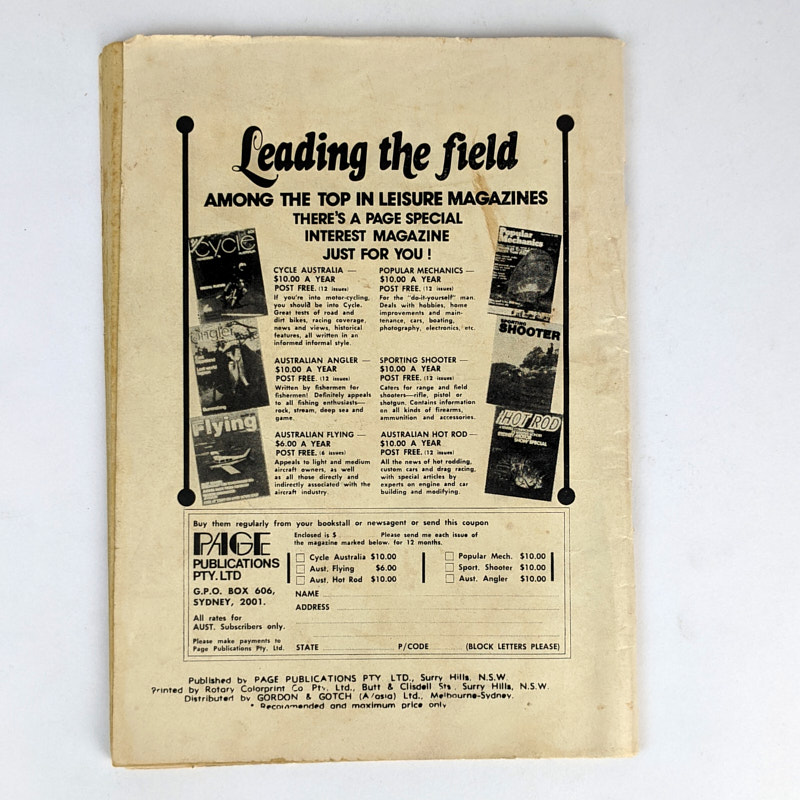 Leading the field
AMONG THE TOP IN LEISURE MAGAZINES
THERE'S A PAGE SPECIAL
INTEREST MAGAZINE
JUST FOR YOU !
Cycle
CYCLE AUSTRALIA —
$10.00 A YEAR
POST FREE. (12 issues)
If you're into motor-cycling,
you should be into Cycle.
Great tests of road and
dirt bikes, racing coverage,
news and views, historical
features, all written in an
informed informal style.
Popular
Mechanics
POPULAR MECHANICS —
$10.00 A YEAR
POST FREE. (12 issues)
For the "do-it-yourself" man.
Deals with hobbies, home
improvements and main-
tenance, cars, boating,
photography, electronics, etc.
angler
AUSTRALIAN ANGLER —
$10.00 A YEAR
POST FREE. (12 issues)
Written by fishermen for
fishermen! Definitely appeals
to all fishing enthusiasts—
rock, stream, deep sea and
game.
SHOOTER
SPORTING SHOOTER —
$10.00 A YEAR
POST FREE. (12 issues)
Caters for range and field
shooters—rifle, pistol or
shotgun. Contains information
on all kinds of firearms,
ammunition and accessories.
Flying
AUSTRALIAN FLYING —
$6.00 A YEAR
POST FREE. (6 issues)
Appeals to light and medium
aircraft owners, as well
as all those directly and
indirectly associated with the
aircraft industry.
HOT ROD
AUSTRALIAN HOT ROD —
$10.00 A YEAR
POST FREE. (12 issues)
All the news of hot rodding,
custom cars and drag racing,
with special articles by
experts on engine and car
building and modifying.
Buy them regularly from your bookstall or newsagent or send this coupon
PAGE
PUBLICATIONS
PTY. LTD
G.P.O. BOX 606,
SYDNEY, 2001.
All rates for
AUST. Subscribers only.
Please make payments to
Page Publications Pty. Ltd.
Enclosed is $ . Please send me each issue of
the magazine marked below. for 12 months.
Cycle Australia $10.00
Aust. Flying $6.00
Aust. Hot Rod $10.00
Popular Mech. $10.00
Sport. Shooter $10.00
Aust. Angler $10.00
NAME
ADDRESS
STATE P/CODE (BLOCK LETTERS PLEASE)
Published by PAGE PUBLICATIONS PTY LTD., Surry Hills, N.S.W.
Printed by Rotary Colorprint Co. Pty. Ltd., Butt & Clisdell Sts., Surry Hills, N.S.W.
Distributed by GORDON & GOTCH (A/asia) Ltd., Melbourne-Sydney.
* Recommended and maximum price only